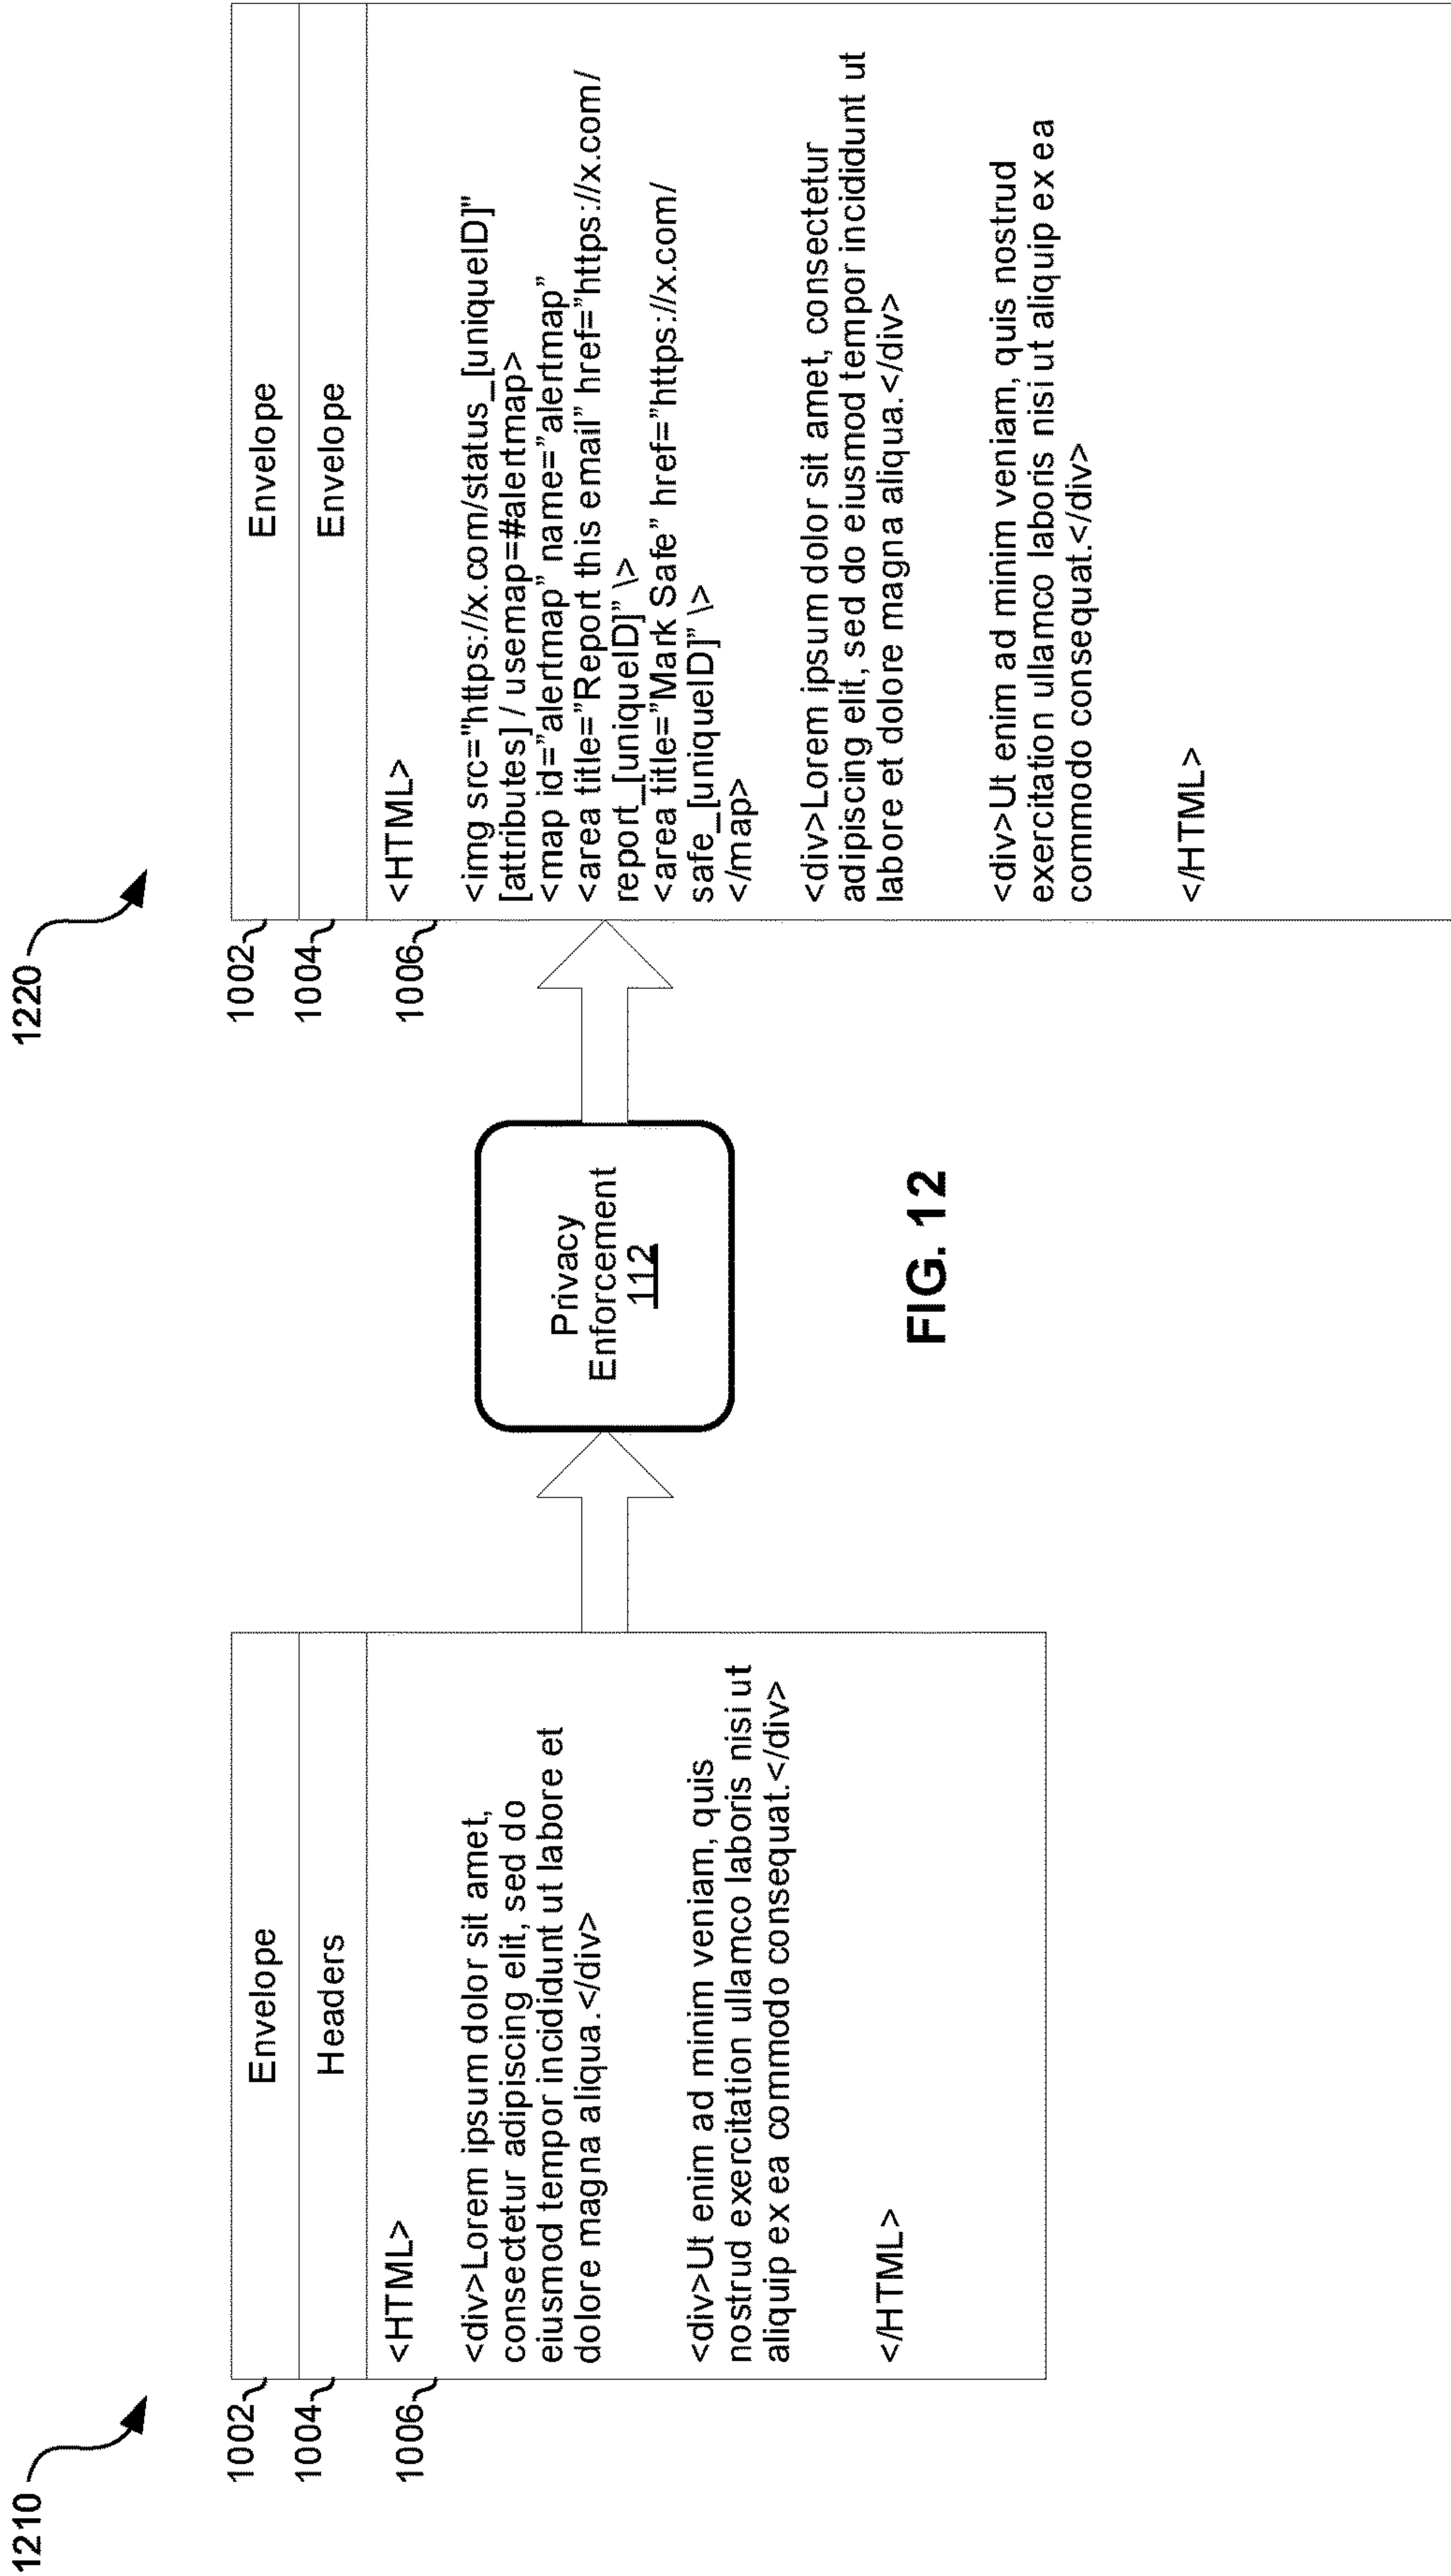 1210
1002
1004
1006
Envelope
Headers
<HTML>
<div>Lorem ipsum dolor sit amet,
consectetur adipiscing elit, sed do
eiusmod tempor incididunt ut labore et
dolore magna aliqua.</div>
<div>Ut enim ad minim veniam, quis
nostrud exercitation ullamco laboris nisi ut
aliquip ex ea commodo consequat.</div>
</HTML>
Privacy
Enforcement
112
1220
1002
1004
1006
Envelope
Envelope
<HTML>
<img src="https://x.com/status_[uniqueID]"
[attributes] / usemap=#alertmap>
<map id=”alertmap” name=”alertmap”
<area title=”Report this email” href=”https://x.com/
report_[uniqueID]” \>
<area title=”Mark Safe” href=”https://x.com/
safe_[uniqueID]” \>
</map>
<div>Lorem ipsum dolor sit amet, consectetur
adipiscing elit, sed do eiusmod tempor incididunt ut
labore et dolore magna aliqua.</div>
<div>Ut enim ad minim veniam, quis nostrud
exercitation ullamco laboris nisi ut aliquip ex ea
commodo consequat.</div>
</HTML>
FIG. 12